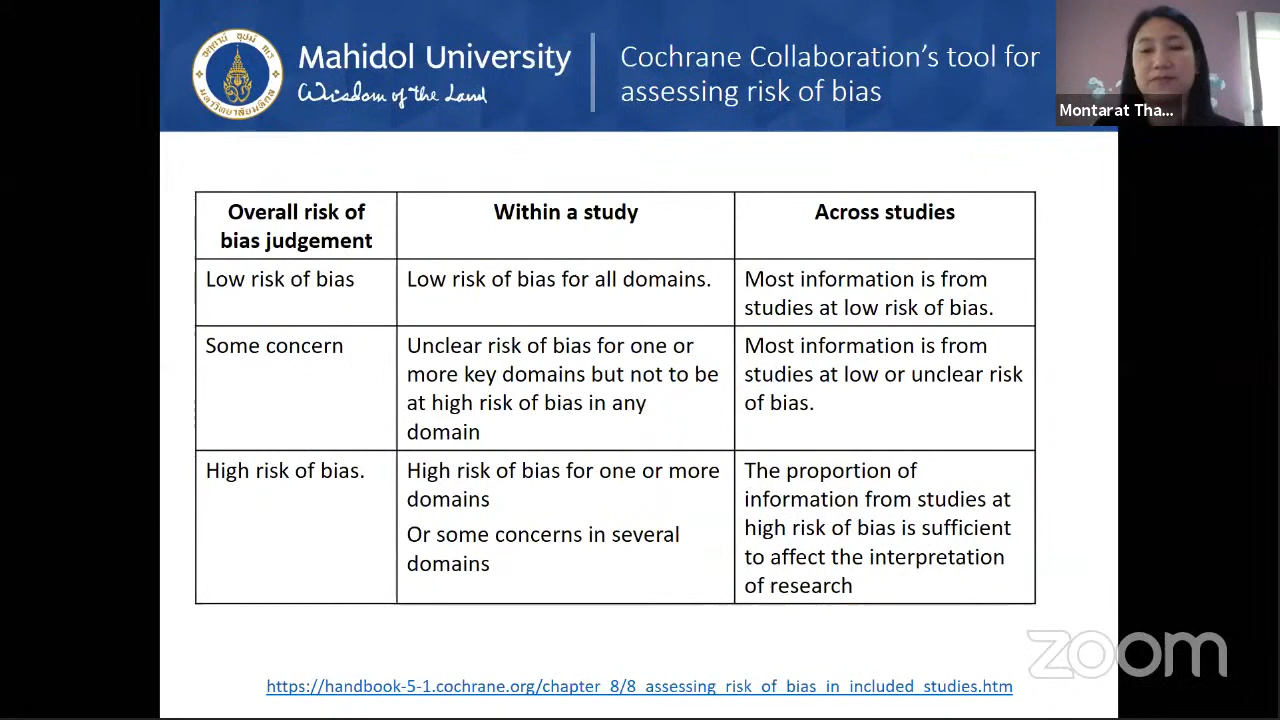 Mahidol University
Wisdom of the Land
Cochrane Collaboration's tool for
assessing risk of bias
Montarat Tha...
Overall risk of
bias judgement
Within a study
Across studies
Low risk of bias
Low risk of bias for all domains.
Most information is from
studies at low risk of bias.
Some concern
Unclear risk of bias for one or
more key domains but not to be
at high risk of bias in any
domain
Most information is from
studies at low or unclear risk
of bias.
High risk of bias.
High risk of bias for one or more
domains
Or some concerns in several
domains
The proportion of
information from studies at
high risk of bias is sufficient
to affect the interpretation
of research
zoom
https://handbook-5-1.cochrane.org/chapter_8/8_assessing_risk_of_bias_in_included_studies.htm